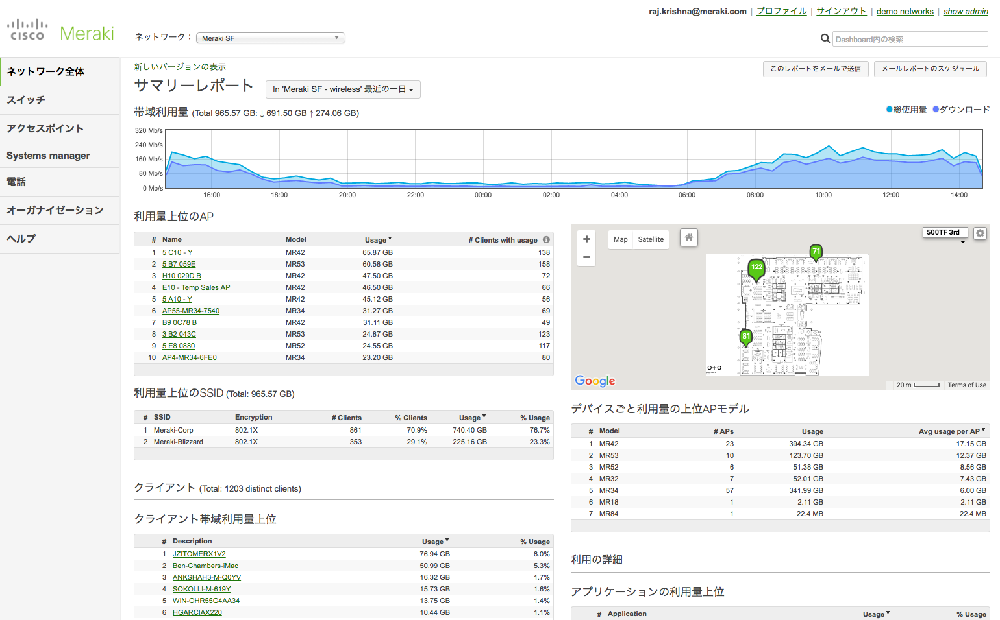 raj.krishna@meraki.com | プロファイル | サインアウト | demo networks | show admin
cisco Meraki
ネットワーク： Meraki SF
Dashboard内の検索
ネットワーク全体
スイッチ
アクセスポイント
Systems manager
電話
オーガナイゼーション
ヘルプ
新しいバージョンの表示
このレポートをメールで送信 メールレポートのスケジュール
サマリーレポート In 'Meraki SF - wireless' 最近の一日
帯域利用量 (Total 965.57 GB: ↓ 691.50 GB ↑ 274.06 GB)
総使用量 ダウンロード
320 Mb/s
240 Mb/s
160 Mb/s
80 Mb/s
0 Mb/s
16:00 18:00 20:00 22:00 00:00 02:00 04:00 06:00 08:00 10:00 12:00 14:00
利用量上位のAP
# Name Model Usage # Clients with usage
1 5 C10 - Y MR42 65.87 GB 138
2 5 B7 059E MR53 60.58 GB 158
3 H10 029D B MR42 47.50 GB 72
4 E10 - Temp Sales AP MR42 46.50 GB 66
5 5 A10 - Y MR42 45.12 GB 56
6 AP55-MR34-7540 MR34 31.27 GB 69
7 B9 0C78 B MR42 31.11 GB 49
8 3 B2 043C MR53 24.87 GB 123
9 5 E8 0880 MR52 24.55 GB 117
10 AP4-MR34-6FE0 MR34 23.20 GB 80
利用量上位のSSID (Total: 965.57 GB)
# SSID Encryption # Clients % Clients Usage % Usage
1 Meraki-Corp 802.1X 861 70.9% 740.40 GB 76.7%
2 Meraki-Blizzard 802.1X 353 29.1% 225.16 GB 23.3%
クライアント (Total: 1203 distinct clients)
クライアント帯域利用量上位
# Description Usage % Usage
1 JZITOMERX1V2 76.94 GB 8.0%
2 Ben-Chambers-iMac 50.99 GB 5.3%
3 ANKSHAH3-M-Q0YV 16.32 GB 1.7%
4 SOKOLLI-M-619Y 15.73 GB 1.6%
5 WIN-OHR55G4AA34 13.75 GB 1.4%
6 HGARCIAX220 10.44 GB 1.1%
+
−
Map Satellite
500TF 3rd
71
122
81
o+a
Google
20 m Terms of Use
デバイスごと利用量の上位APモデル
# Model # APs Usage Avg usage per AP
1 MR42 23 394.34 GB 17.15 GB
2 MR53 10 123.70 GB 12.37 GB
3 MR52 6 51.38 GB 8.56 GB
4 MR32 7 52.01 GB 7.43 GB
5 MR34 57 341.99 GB 6.00 GB
6 MR18 1 2.11 GB 2.11 GB
7 MR84 1 22.4 MB 22.4 MB
利用の詳細
アプリケーションの利用量上位
# Application Usage % Usage